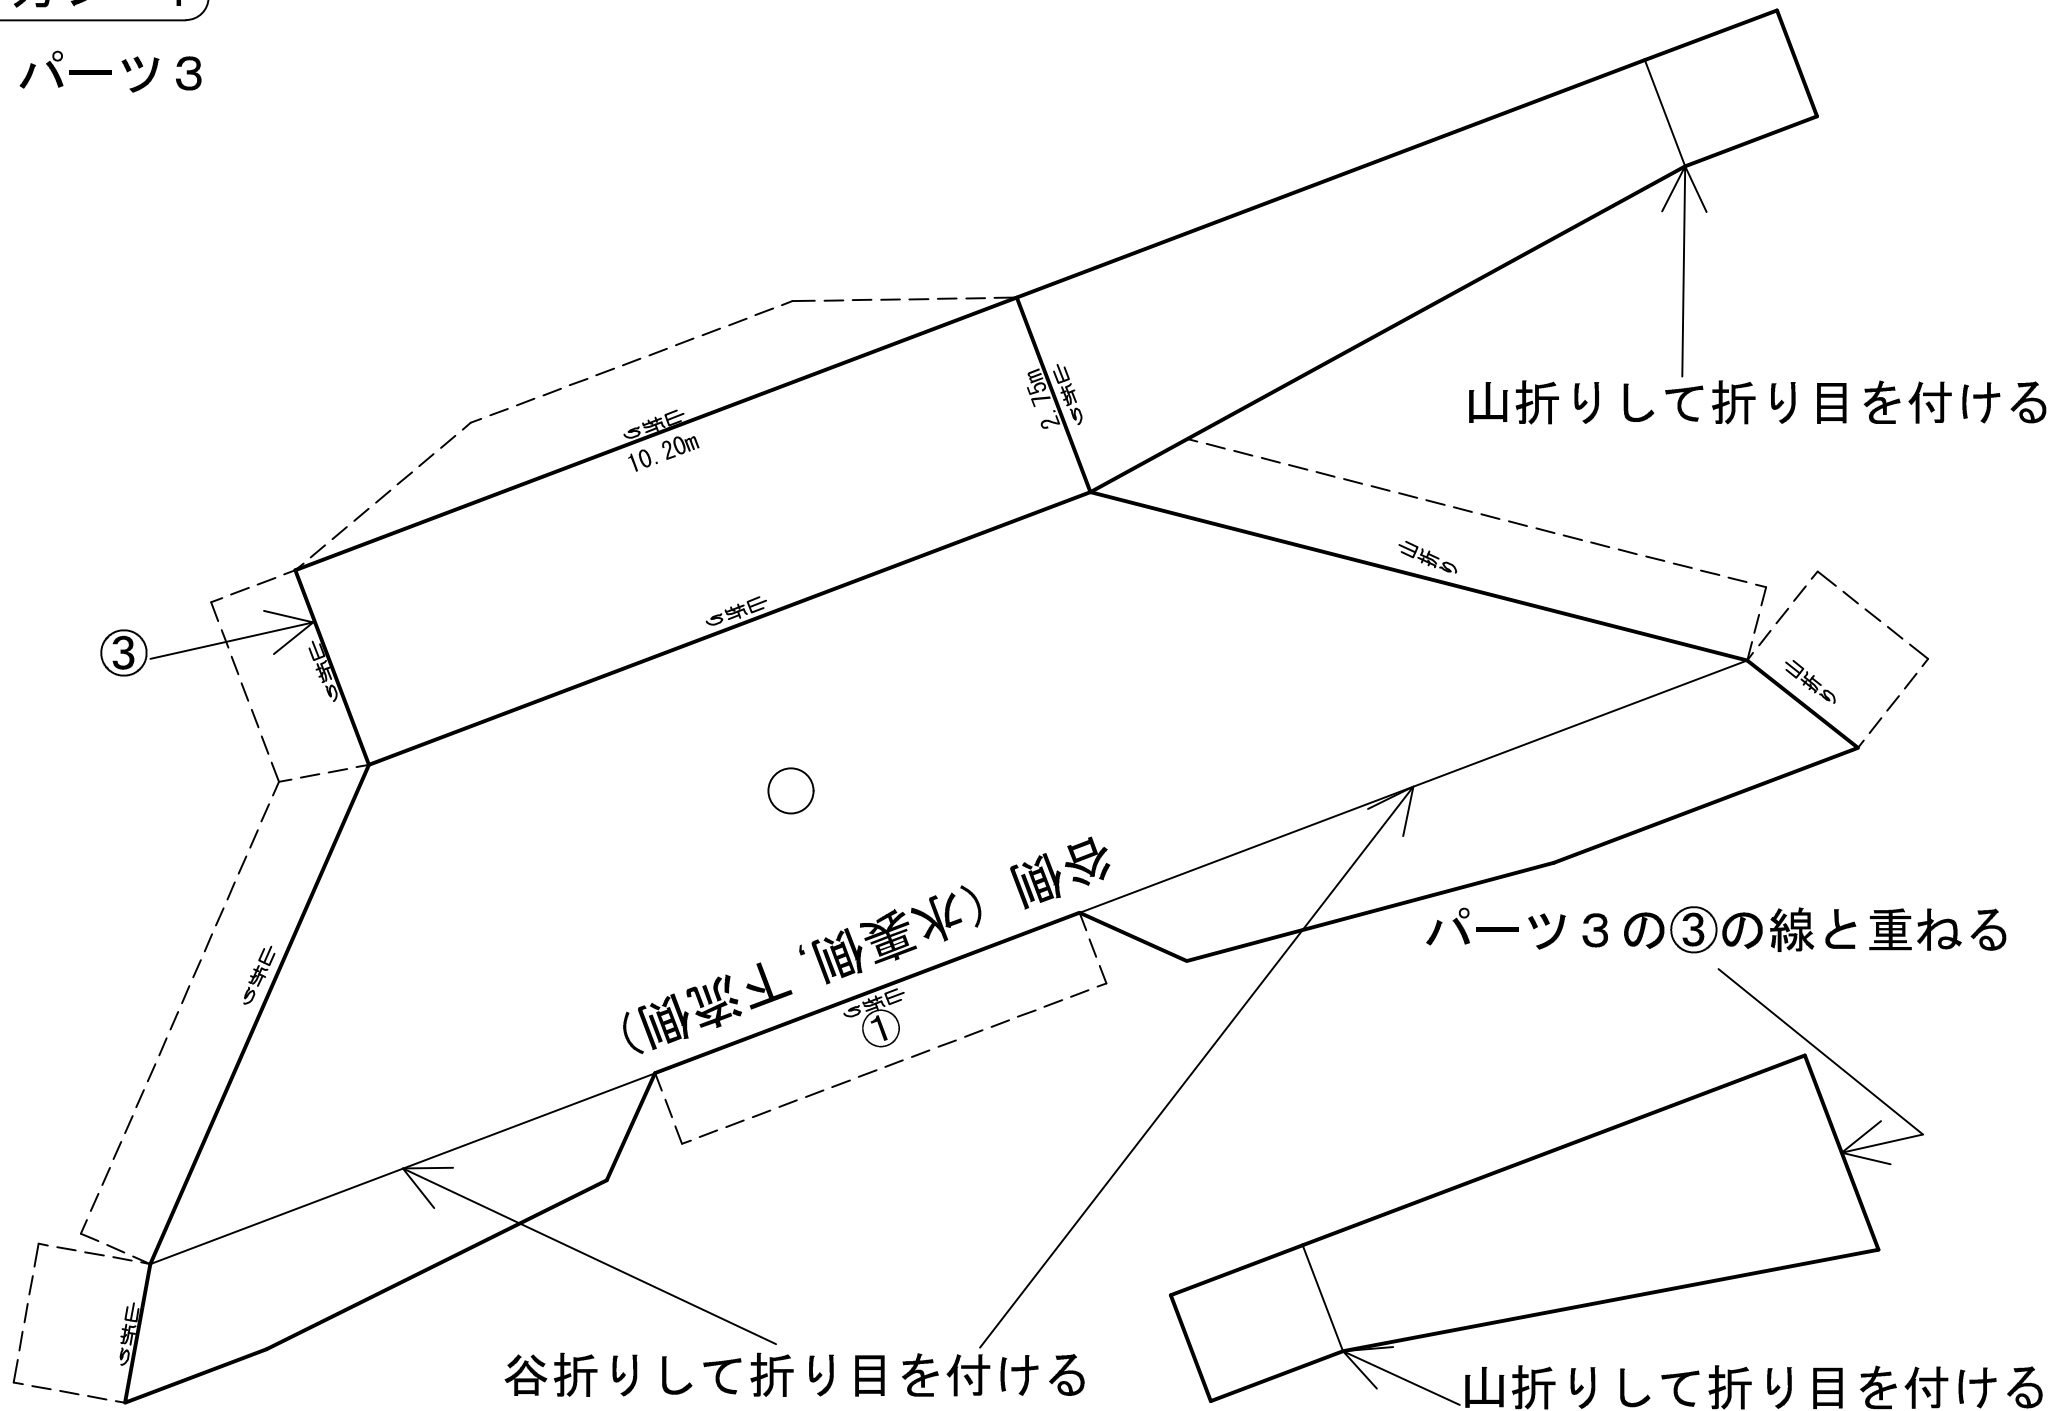 パーツ３
山折り
10.20m
2.75m
山折り
山折りして折り目を付ける
山折り
山折り
③
山折り
山折り
山折り
谷側（水裏側，下流側）
山折り
①
パーツ３の③の線と重ねる
山折り
谷折りして折り目を付ける
山折りして折り目を付ける